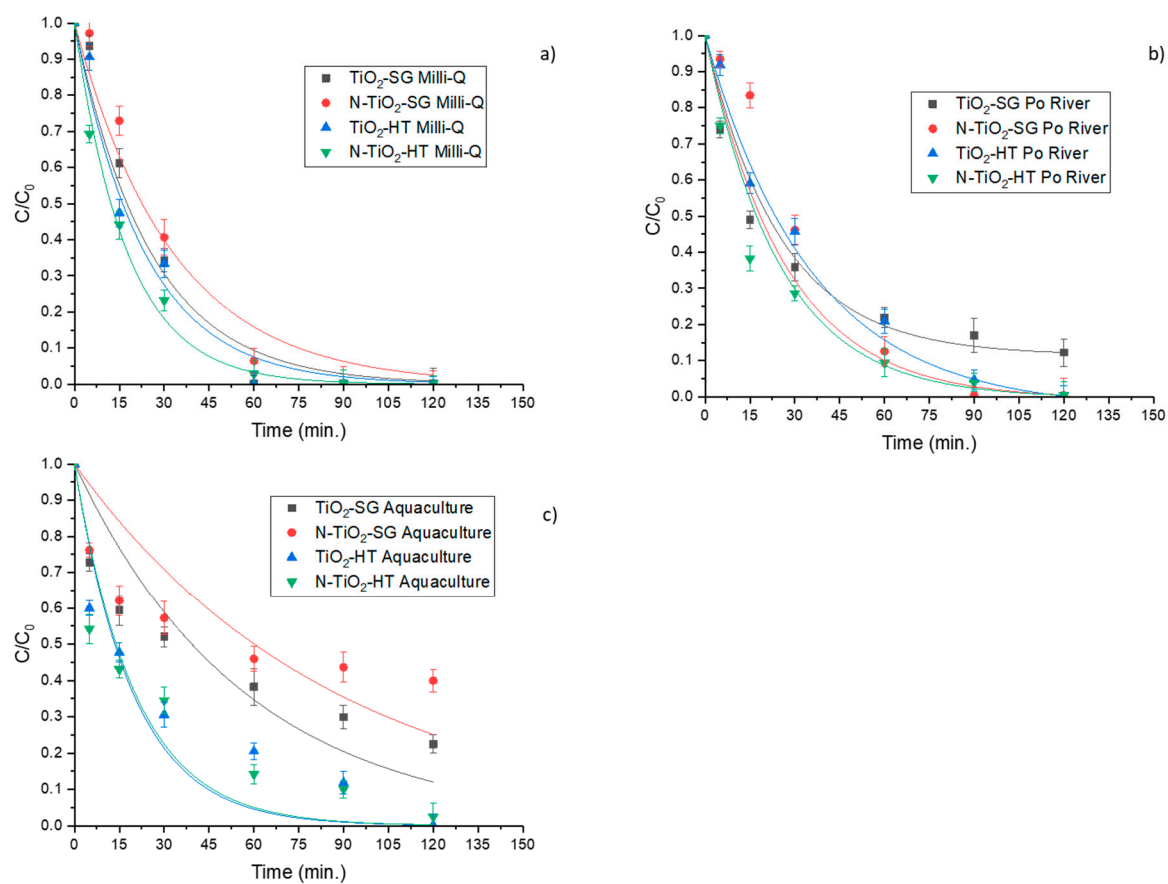 a)
TiO2-SG Milli-Q
N-TiO2-SG Milli-Q
TiO2-HT Milli-Q
N-TiO2-HT Milli-Q
C/C0
1.0
0.9
0.8
0.7
0.6
0.5
0.4
0.3
0.2
0.1
0.0
0 15 30 45 60 75 90 105 120 135 150
Time (min.)
b)
TiO2-SG Po River
N-TiO2-SG Po River
TiO2-HT Po River
N-TiO2-HT Po River
C/C0
1.0
0.9
0.8
0.7
0.6
0.5
0.4
0.3
0.2
0.1
0.0
0 15 30 45 60 75 90 105 120 135 150
Time (min.)
c)
TiO2-SG Aquaculture
N-TiO2-SG Aquaculture
TiO2-HT Aquaculture
N-TiO2-HT Aquaculture
C/C0
1.0
0.9
0.8
0.7
0.6
0.5
0.4
0.3
0.2
0.1
0.0
0 15 30 45 60 75 90 105 120 135 150
Time (min.)